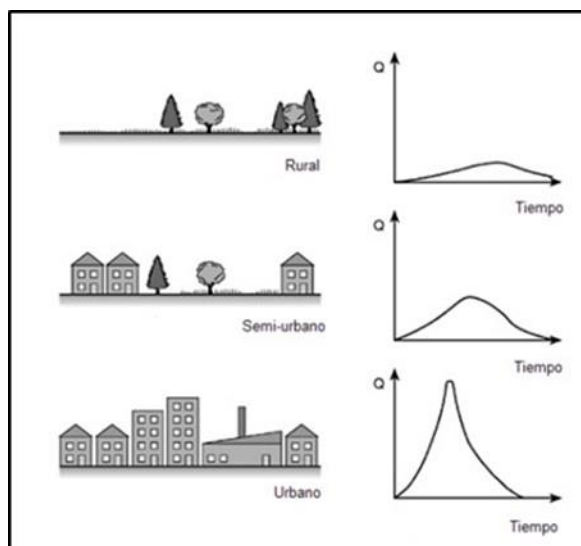 Q
Rural
Tiempo
Q
Semi-urbano
Tiempo
Q
Urbano
Tiempo